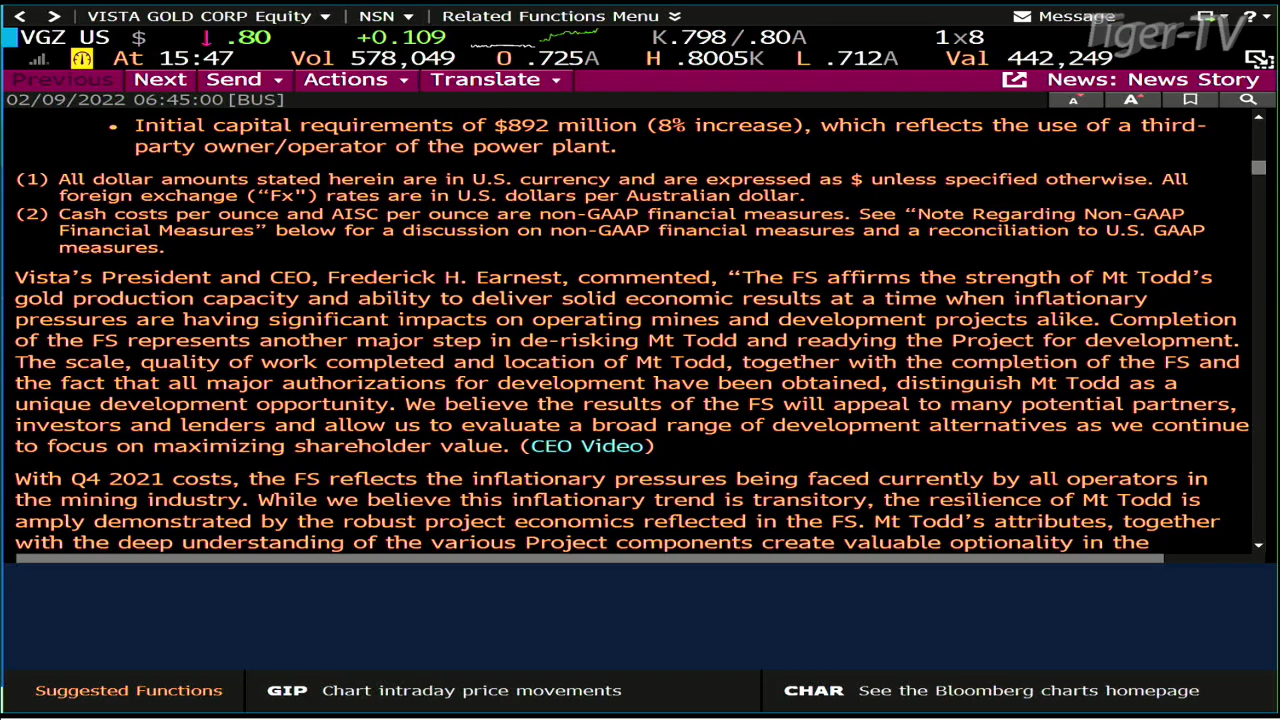 < > VISTA GOLD CORP Equity ▾ NSN ▾ Related Functions Menu Message ? ▾
VGZ US $ ↓ .80 +0.109 K.798/.80A 1×8
At 15:47 Vol 578,049 O .725A H .8005K L .712A Val 442,249
Tiger-TV
Previous Next Send ▾ Actions ▾ Translate ▾ News: News Story
02/09/2022 06:45:00 [BUS] A A
• Initial capital requirements of $892 million (8% increase), which reflects the use of a third-
party owner/operator of the power plant.
(1) All dollar amounts stated herein are in U.S. currency and are expressed as $ unless specified otherwise. All
foreign exchange (“Fx") rates are in U.S. dollars per Australian dollar.
(2) Cash costs per ounce and AISC per ounce are non-GAAP financial measures. See “Note Regarding Non-GAAP
Financial Measures” below for a discussion on non-GAAP financial measures and a reconciliation to U.S. GAAP
measures.
Vista’s President and CEO, Frederick H. Earnest, commented, “The FS affirms the strength of Mt Todd’s
gold production capacity and ability to deliver solid economic results at a time when inflationary
pressures are having significant impacts on operating mines and development projects alike. Completion
of the FS represents another major step in de-risking Mt Todd and readying the Project for development.
The scale, quality of work completed and location of Mt Todd, together with the completion of the FS and
the fact that all major authorizations for development have been obtained, distinguish Mt Todd as a
unique development opportunity. We believe the results of the FS will appeal to many potential partners,
investors and lenders and allow us to evaluate a broad range of development alternatives as we continue
to focus on maximizing shareholder value. (CEO Video)
With Q4 2021 costs, the FS reflects the inflationary pressures being faced currently by all operators in
the mining industry. While we believe this inflationary trend is transitory, the resilience of Mt Todd is
amply demonstrated by the robust project economics reflected in the FS. Mt Todd’s attributes, together
with the deep understanding of the various Project components create valuable optionality in the
Suggested Functions GIP Chart intraday price movements CHAR See the Bloomberg charts homepage